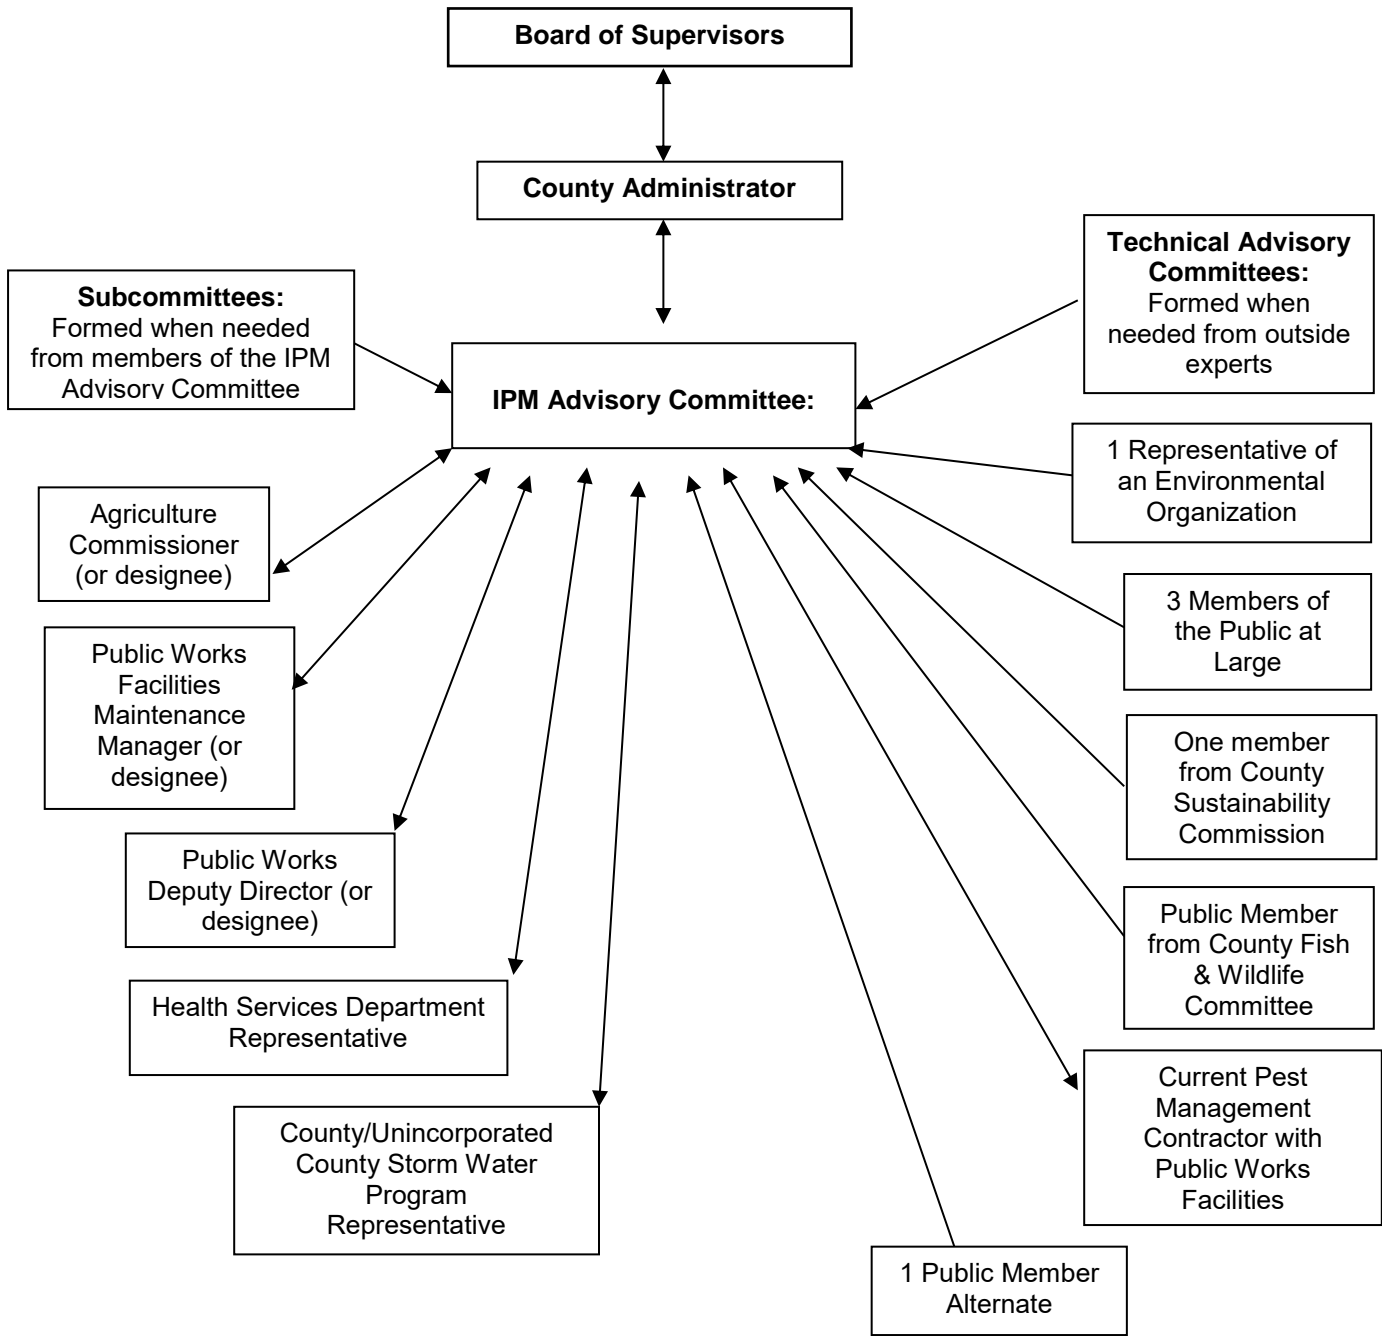 Board of Supervisors
County Administrator
Subcommittees:
Formed when needed
from members of the IPM
Advisory Committee
Technical Advisory
Committees:
Formed when
needed from outside
experts
IPM Advisory Committee:
1 Representative of
an Environmental
Organization
Agriculture
Commissioner
(or designee)
3 Members of
the Public at
Large
Public Works
Facilities
Maintenance
Manager (or
designee)
One member
from County
Sustainability
Commission
Public Works
Deputy Director (or
designee)
Public Member
from County Fish
& Wildlife
Committee
Health Services Department
Representative
Current Pest
Management
Contractor with
Public Works
Facilities
County/Unincorporated
County Storm Water
Program
Representative
1 Public Member
Alternate